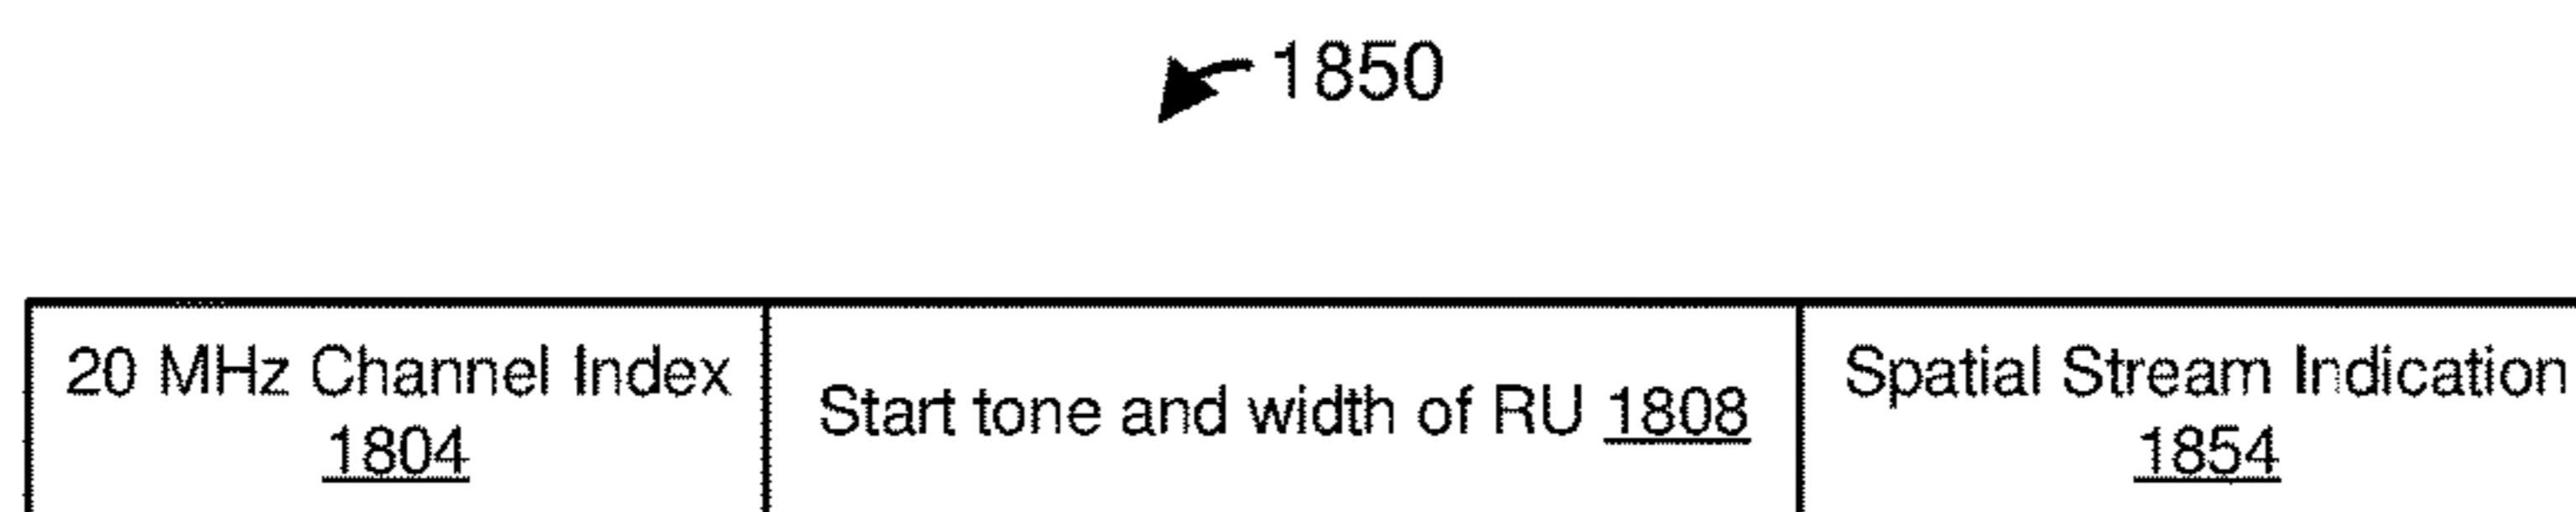 1850
20 MHz Channel Index
1804
Start tone and width of RU 1808
Spatial Stream Indication
1854